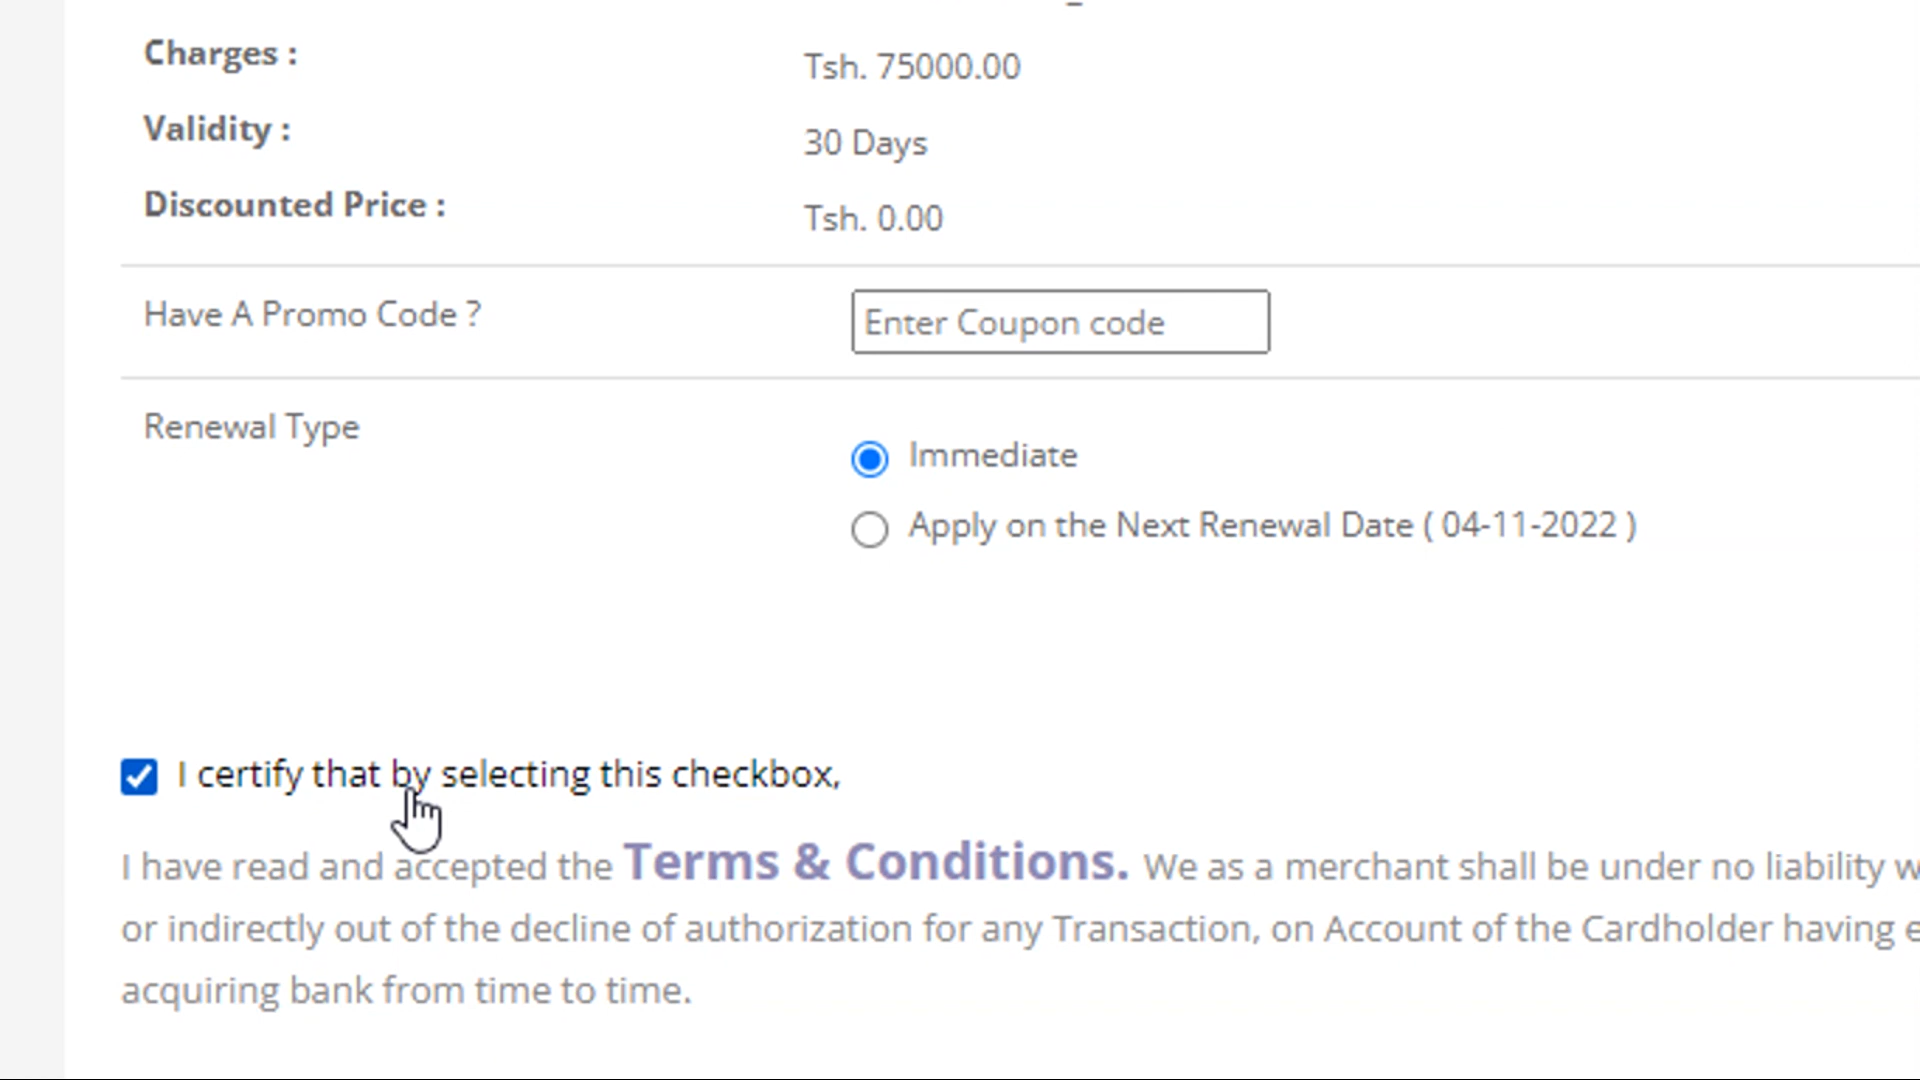 Charges :
Tsh. 75000.00
Validity :
30 Days
Discounted Price :
Tsh. 0.00
Have A Promo Code ?
Enter Coupon code
Renewal Type
Immediate
Apply on the Next Renewal Date ( 04-11-2022 )
I certify that by selecting this checkbox,
I have read and accepted the Terms & Conditions. We as a merchant shall be under no liability
or indirectly out of the decline of authorization for any Transaction, on Account of the Cardholder having
acquiring bank from time to time.